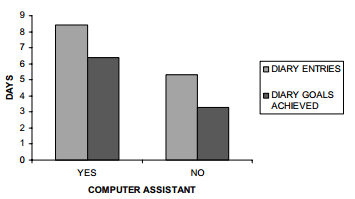 9
8
7
6
5
4
3
2
1
0
DAYS
YES
NO
COMPUTER ASSISTANT
DIARY ENTRIES
DIARY GOALS
ACHIEVED